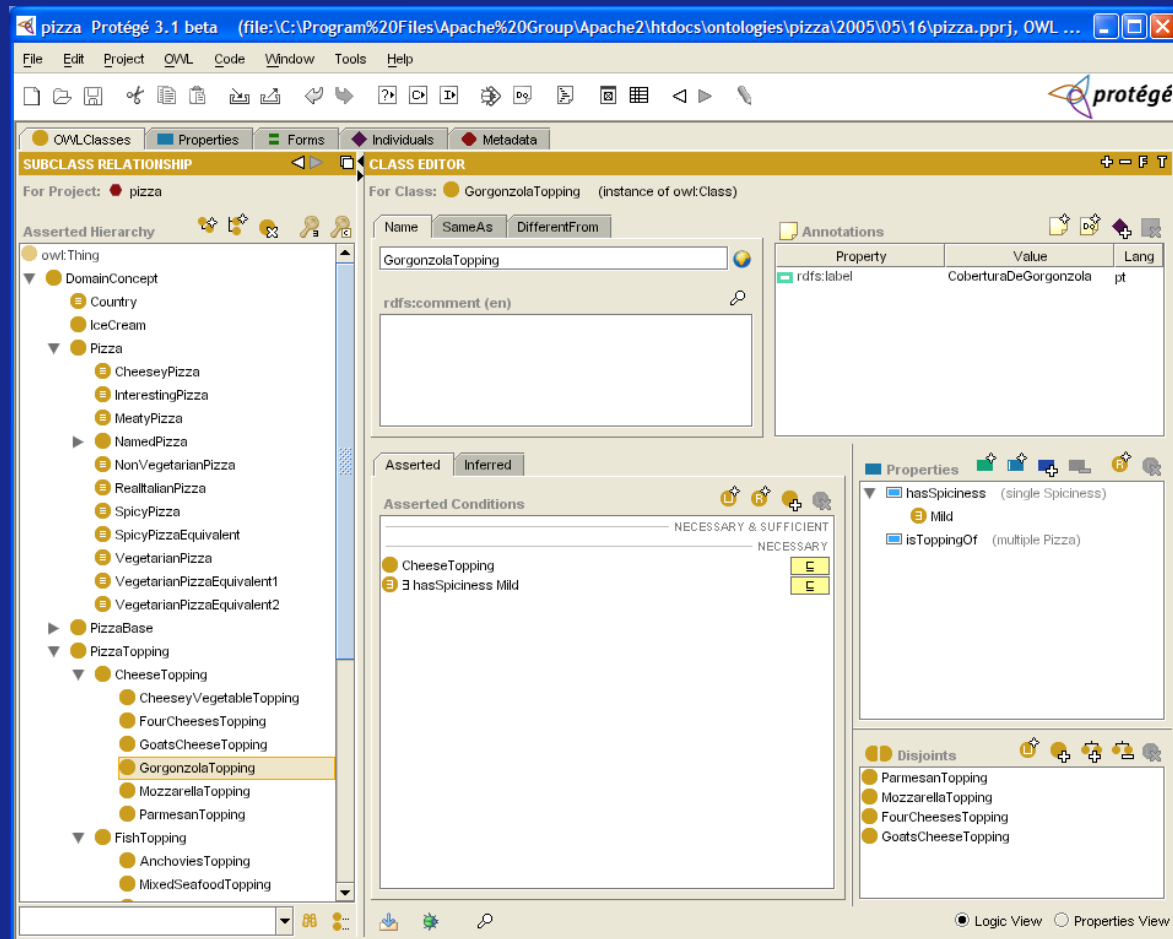 pizza Protégé 3.1 beta (file:\C:\Program%20Files\Apache%20Group\Apache2\htdocs\ontologies\pizza\2005\05\16\pizza.pprj, OWL ...
File Edit Project OWL Code Window Tools Help
protégé
OWLClasses Properties Forms Individuals Metadata
SUBCLASS RELATIONSHIP
For Project: pizza
Asserted Hierarchy
owl:Thing
DomainConcept
Country
IceCream
Pizza
CheeseyPizza
InterestingPizza
MeatyPizza
NamedPizza
NonVegetarianPizza
RealItalianPizza
SpicyPizza
SpicyPizzaEquivalent
VegetarianPizza
VegetarianPizzaEquivalent1
VegetarianPizzaEquivalent2
PizzaBase
PizzaTopping
CheeseTopping
CheeseyVegetableTopping
FourCheesesTopping
GoatsCheeseTopping
GorgonzolaTopping
MozzarellaTopping
ParmesanTopping
FishTopping
AnchoviesTopping
MixedSeafoodTopping
CLASS EDITOR
F T
For Class: GorgonzolaTopping (instance of owl:Class)
Name SameAs DifferentFrom
GorgonzolaTopping
rdfs:comment (en)
Annotations
Property Value Lang
rdfs:label CoberturaDeGorgonzola pt
Asserted Inferred
Asserted Conditions
NECESSARY & SUFFICIENT
NECESSARY
CheeseTopping ⊑
∃ hasSpiciness Mild ⊑
Properties
hasSpiciness (single Spiciness)
Mild
isToppingOf (multiple Pizza)
Disjoints
ParmesanTopping
MozzarellaTopping
FourCheesesTopping
GoatsCheeseTopping
Logic View Properties View